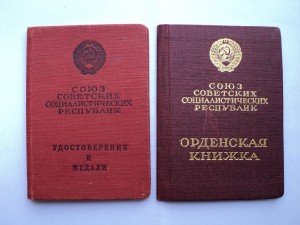 СОЮЗ
СОВЕТСКИХ
СОЦИАЛИСТИЧЕСКИХ
РЕСПУБЛИК
УДОСТОВЕРЕНИЕ
К
МЕДАЛИ
СОЮЗ
СОВЕТСКИХ
СОЦИАЛИСТИЧЕСКИХ
РЕСПУБЛИК
ОРДЕНСКАЯ
КНИЖКА